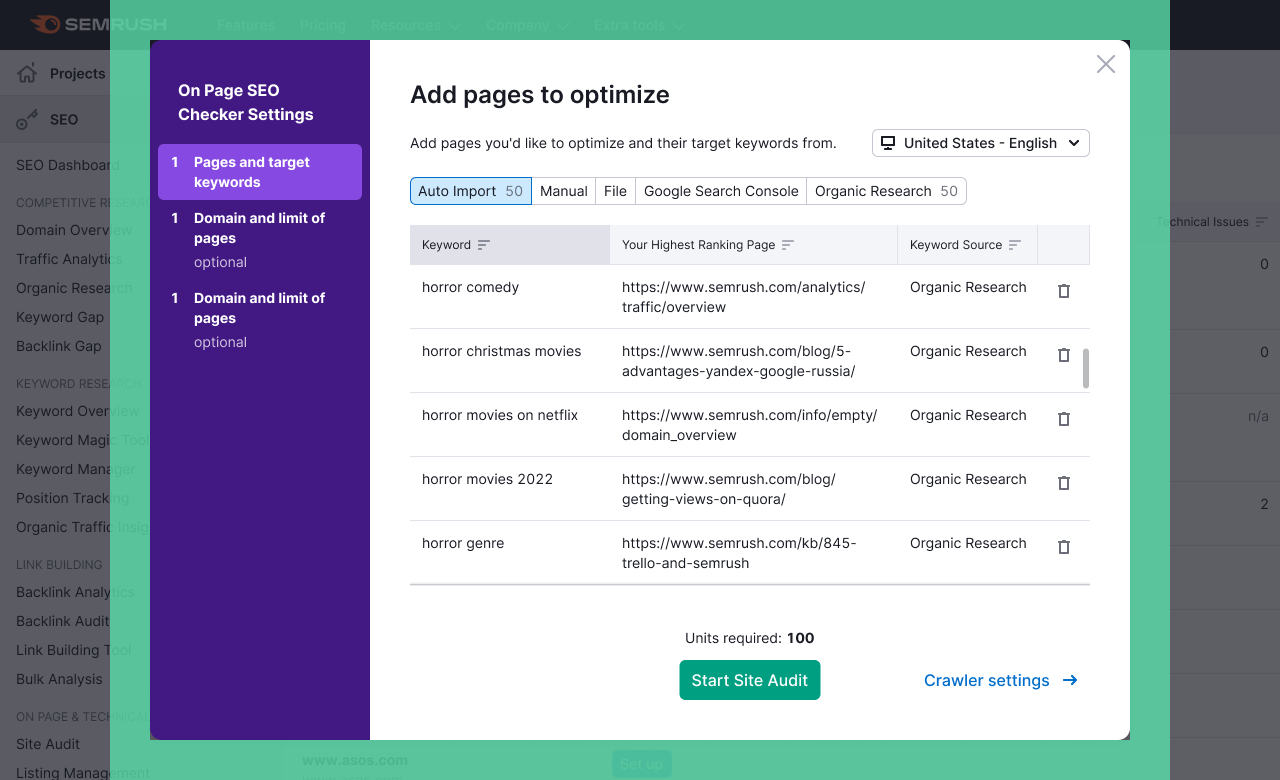 SEMRUSH
Features
Pricing
Resources
Company
Extra tools
Projects
SEO
SEO Dashboard
COMPETITIVE RESEARCH
Domain Overview
Traffic Analytics
Organic Research
Keyword Gap
Backlink Gap
KEYWORD RESEARCH
Keyword Overview
Keyword Magic Tool
Keyword Manager
Position Tracking
Organic Traffic Insig
LINK BUILDING
Backlink Analytics
Backlink Audit
Link Building Tool
Bulk Analysis
ON PAGE & TECHNICAL
Site Audit
Listing Management
On Page SEO
Checker Settings
1 Pages and target
keywords
1 Domain and limit of
pages
optional
1 Domain and limit of
pages
optional
Add pages to optimize
Add pages you'd like to optimize and their target keywords from.
United States - English
Auto Import 50 Manual File Google Search Console Organic Research 50
Keyword Your Highest Ranking Page Keyword Source
horror comedy https://www.semrush.com/analytics/
traffic/overview Organic Research
horror christmas movies https://www.semrush.com/blog/5-
advantages-yandex-google-russia/ Organic Research
horror movies on netflix https://www.semrush.com/info/empty/
domain_overview Organic Research
horror movies 2022 https://www.semrush.com/blog/
getting-views-on-quora/ Organic Research
horror genre https://www.semrush.com/kb/845-
trello-and-semrush Organic Research
Units required: 100
Start Site Audit
Crawler settings
Technical Issues
0
0
n/a
2
www.asos.com
Set up